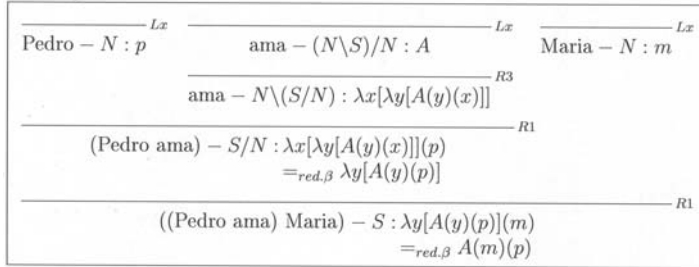 Lx Lx Lx
Pedro − N : p ama − (N\S)/N : A Maria − N : m
R3
ama − N\(S/N) : λx[λy[A(y)(x)]]
R1
(Pedro ama) − S/N : λx[λy[A(y)(x)]](p)
=red.β λy[A(y)(p)]
R1
((Pedro ama) Maria) − S : λy[A(y)(p)](m)
=red.β A(m)(p)